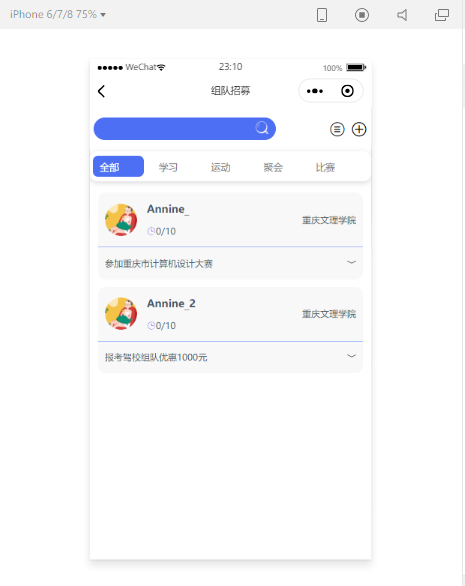 iPhone 6/7/8 75%
WeChat 23:10 100%
组队招募
全部 学习 运动 聚会 比赛
Annine_
重庆文理学院
0/10
参加重庆市计算机设计大赛
Annine_2
重庆文理学院
0/10
报考驾校组队优惠1000元